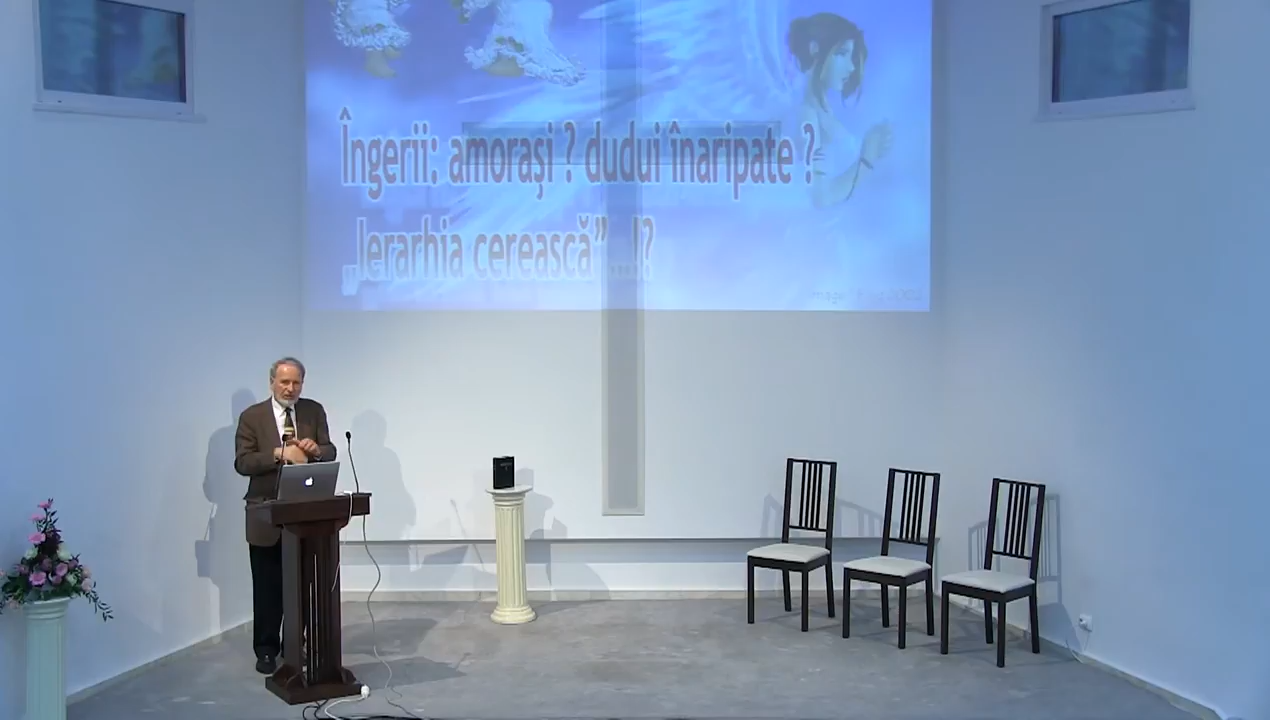 Îngerii: amorași ? dudui înaripate ?
„Ierarhia cerească” ...!?